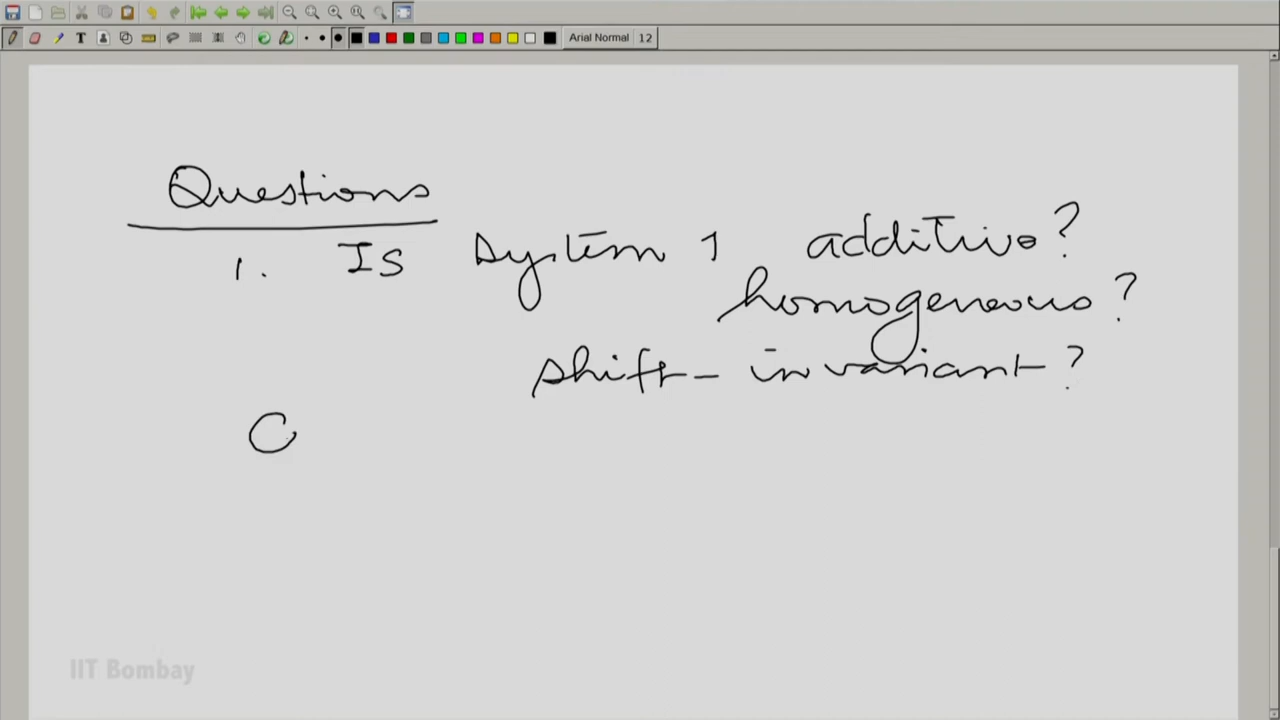 Arial Normal 12
Questions
1. Is system 1 additive?
homogeneous?
shift-invariant?
C
IIT Bombay